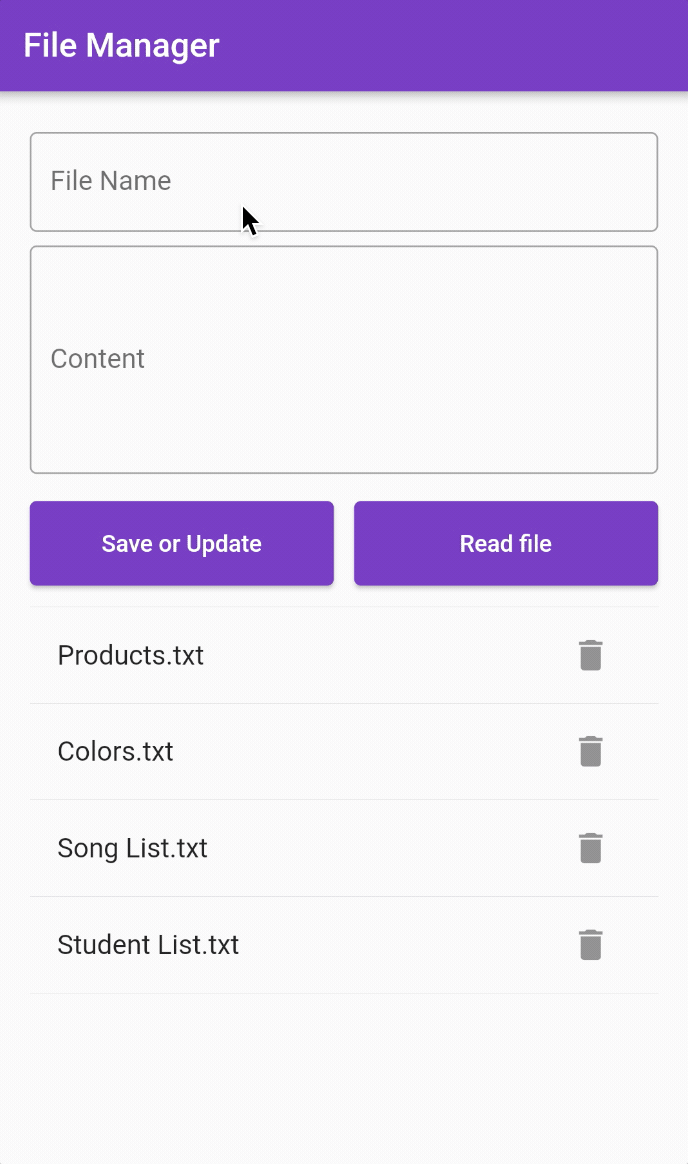 File Manager
File Name
Content
Save or Update
Read file
Products.txt
Colors.txt
Song List.txt
Student List.txt